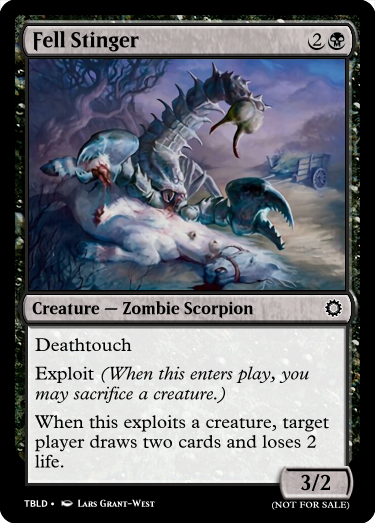 Fell Stinger 2
Creature — Zombie Scorpion
Deathtouch
Exploit (When this enters play, you
may sacrifice a creature.)
When this exploits a creature, target
player draws two cards and loses 2
life.
3/2
TBLD • Lars Grant-West
(NOT FOR SALE)